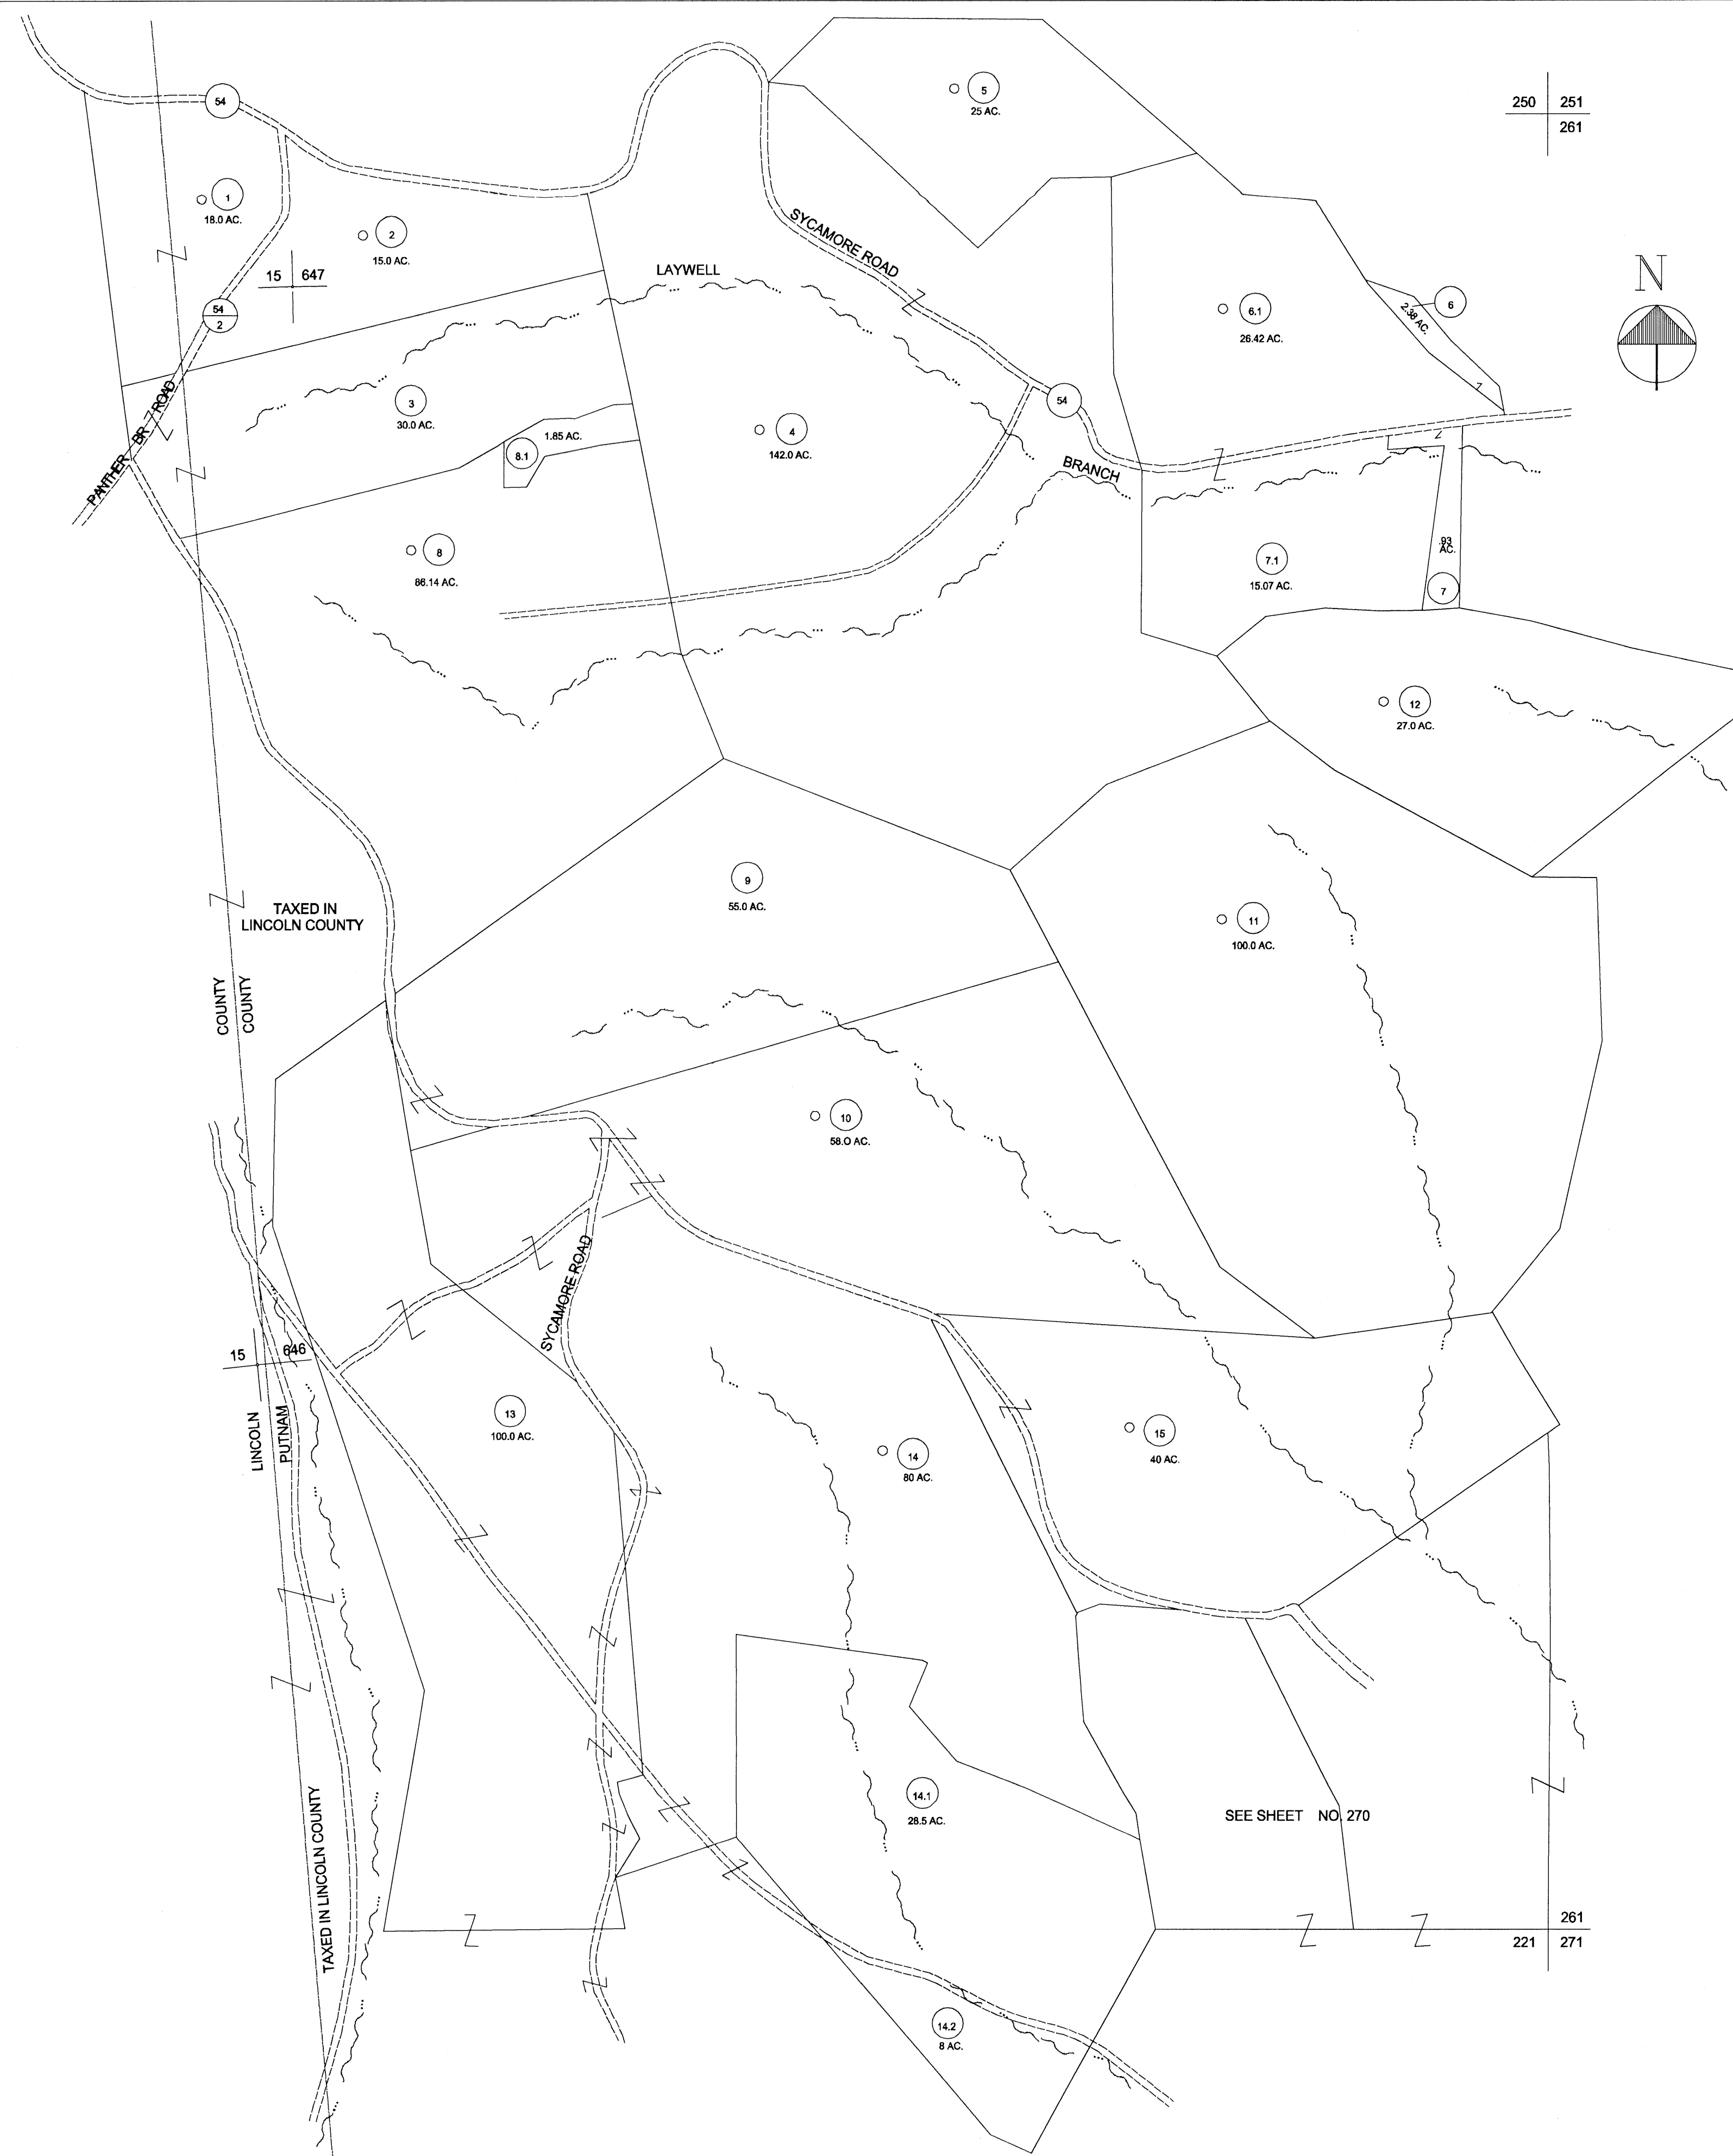 54
5
25 AC.
250 251
261
1
18.0 AC.
2
15.0 AC.
SYCAMORE ROAD
15 647
LAYWELL
N
54
2
6.1
26.42 AC.
6
2.38 AC.
PANTHER BR ROAD
3
30.0 AC.
8.1
1.85 AC.
4
142.0 AC.
54
BRANCH
8
86.14 AC.
7.1
15.07 AC.
.93
AC.
7
12
27.0 AC.
9
55.0 AC.
TAXED IN
LINCOLN COUNTY
11
100.0 AC.
COUNTY
COUNTY
10
58.O AC.
SYCAMORE ROAD
15 646
LINCOLN
PUTNAM
13
100.0 AC.
14
80 AC.
15
40 AC.
14.1
28.5 AC.
SEE SHEET NO. 270
TAXED IN LINCOLN COUNTY
261
221 271
14.2
8 AC.